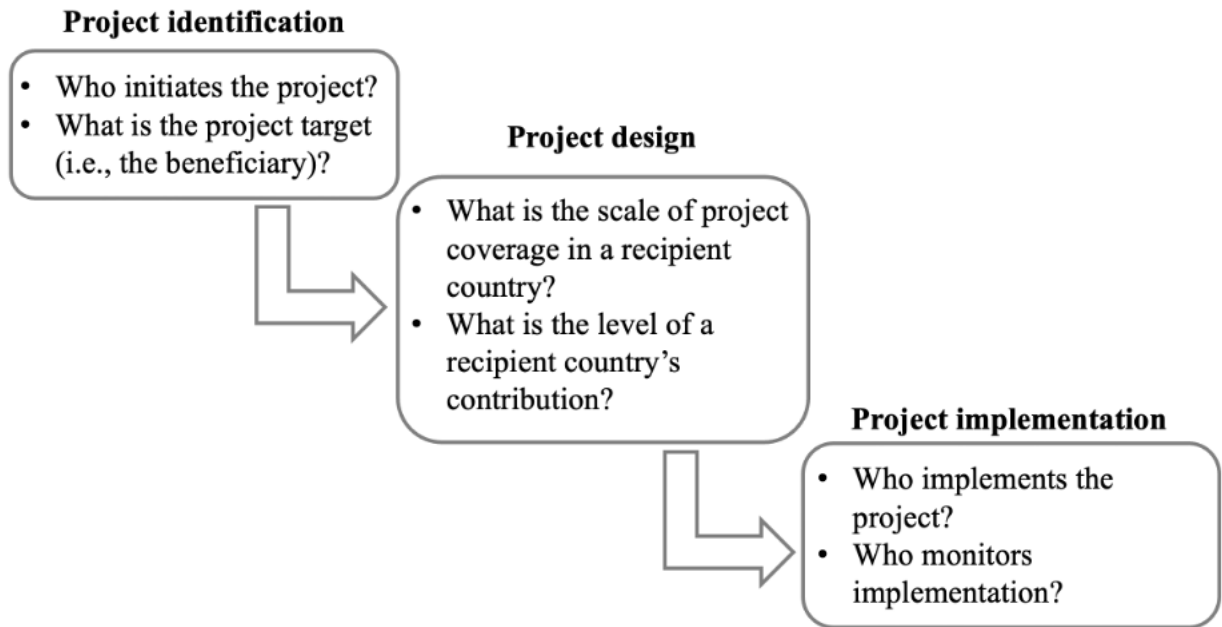 Project identification
• Who initiates the project?
• What is the project target
(i.e., the beneficiary)?
Project design
• What is the scale of project
coverage in a recipient
country?
• What is the level of a
recipient country’s
contribution?
Project implementation
• Who implements the
project?
• Who monitors
implementation?